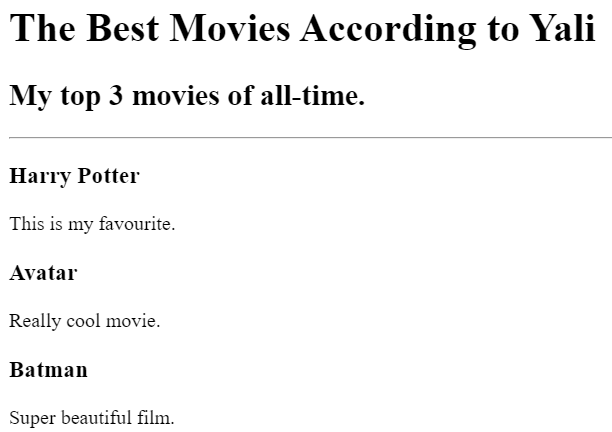 The Best Movies According to Yali
My top 3 movies of all-time.
Harry Potter
This is my favourite.
Avatar
Really cool movie.
Batman
Super beautiful film.